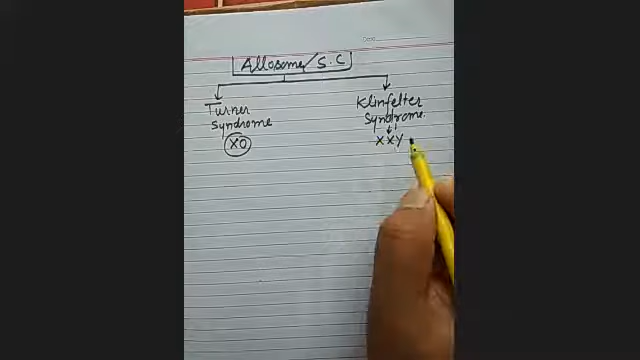 Allosome/S.C
Turner
Syndrome
XO
Klinfelter
Syndrome.
XXY